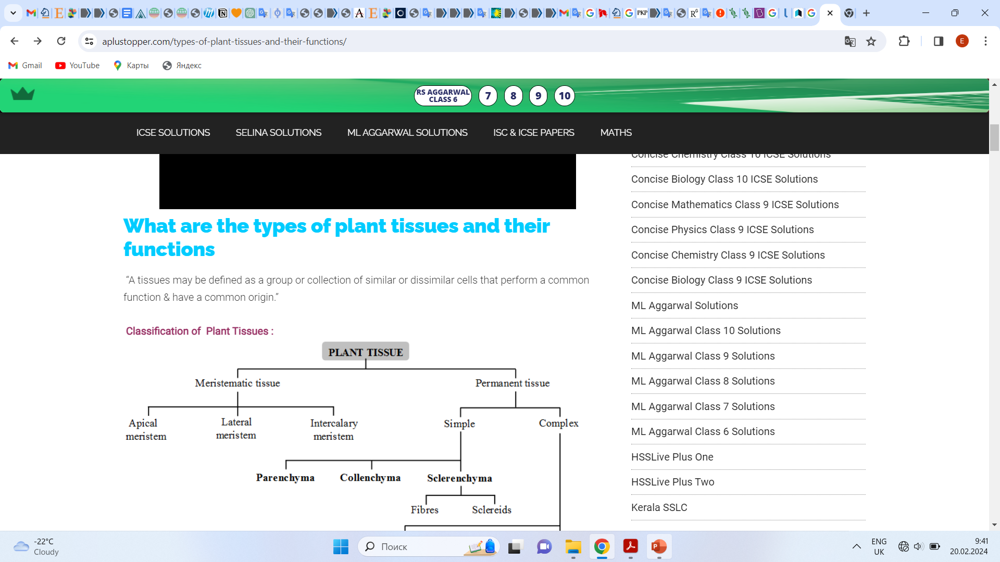 aplustopper.com/types-of-plant-tissues-and-their-functions/
E
Gmail
YouTube
Карты
Яндекс
RS AGGARWAL
CLASS 6
7
8
9
10
ICSE SOLUTIONS
SELINA SOLUTIONS
ML AGGARWAL SOLUTIONS
ISC & ICSE PAPERS
MATHS
What are the types of plant tissues and their
functions
“A tissues may be defined as a group or collection of similar or dissimilar cells that perform a common
function & have a common origin.”
Classification of Plant Tissues :
PLANT TISSUE
Meristematic tissue
Permanent tissue
Apical
meristem
Lateral
meristem
Intercalary
meristem
Simple
Complex
Parenchyma
Collenchyma
Sclerenchyma
Fibres
Sclereids
Concise Chemistry Class 10 ICSE Solutions
Concise Biology Class 10 ICSE Solutions
Concise Mathematics Class 9 ICSE Solutions
Concise Physics Class 9 ICSE Solutions
Concise Chemistry Class 9 ICSE Solutions
Concise Biology Class 9 ICSE Solutions
ML Aggarwal Solutions
ML Aggarwal Class 10 Solutions
ML Aggarwal Class 9 Solutions
ML Aggarwal Class 8 Solutions
ML Aggarwal Class 7 Solutions
ML Aggarwal Class 6 Solutions
HSSLive Plus One
HSSLive Plus Two
Kerala SSLC
-22°C
Cloudy
Поиск
ENG
UK
9:41
20.02.2024